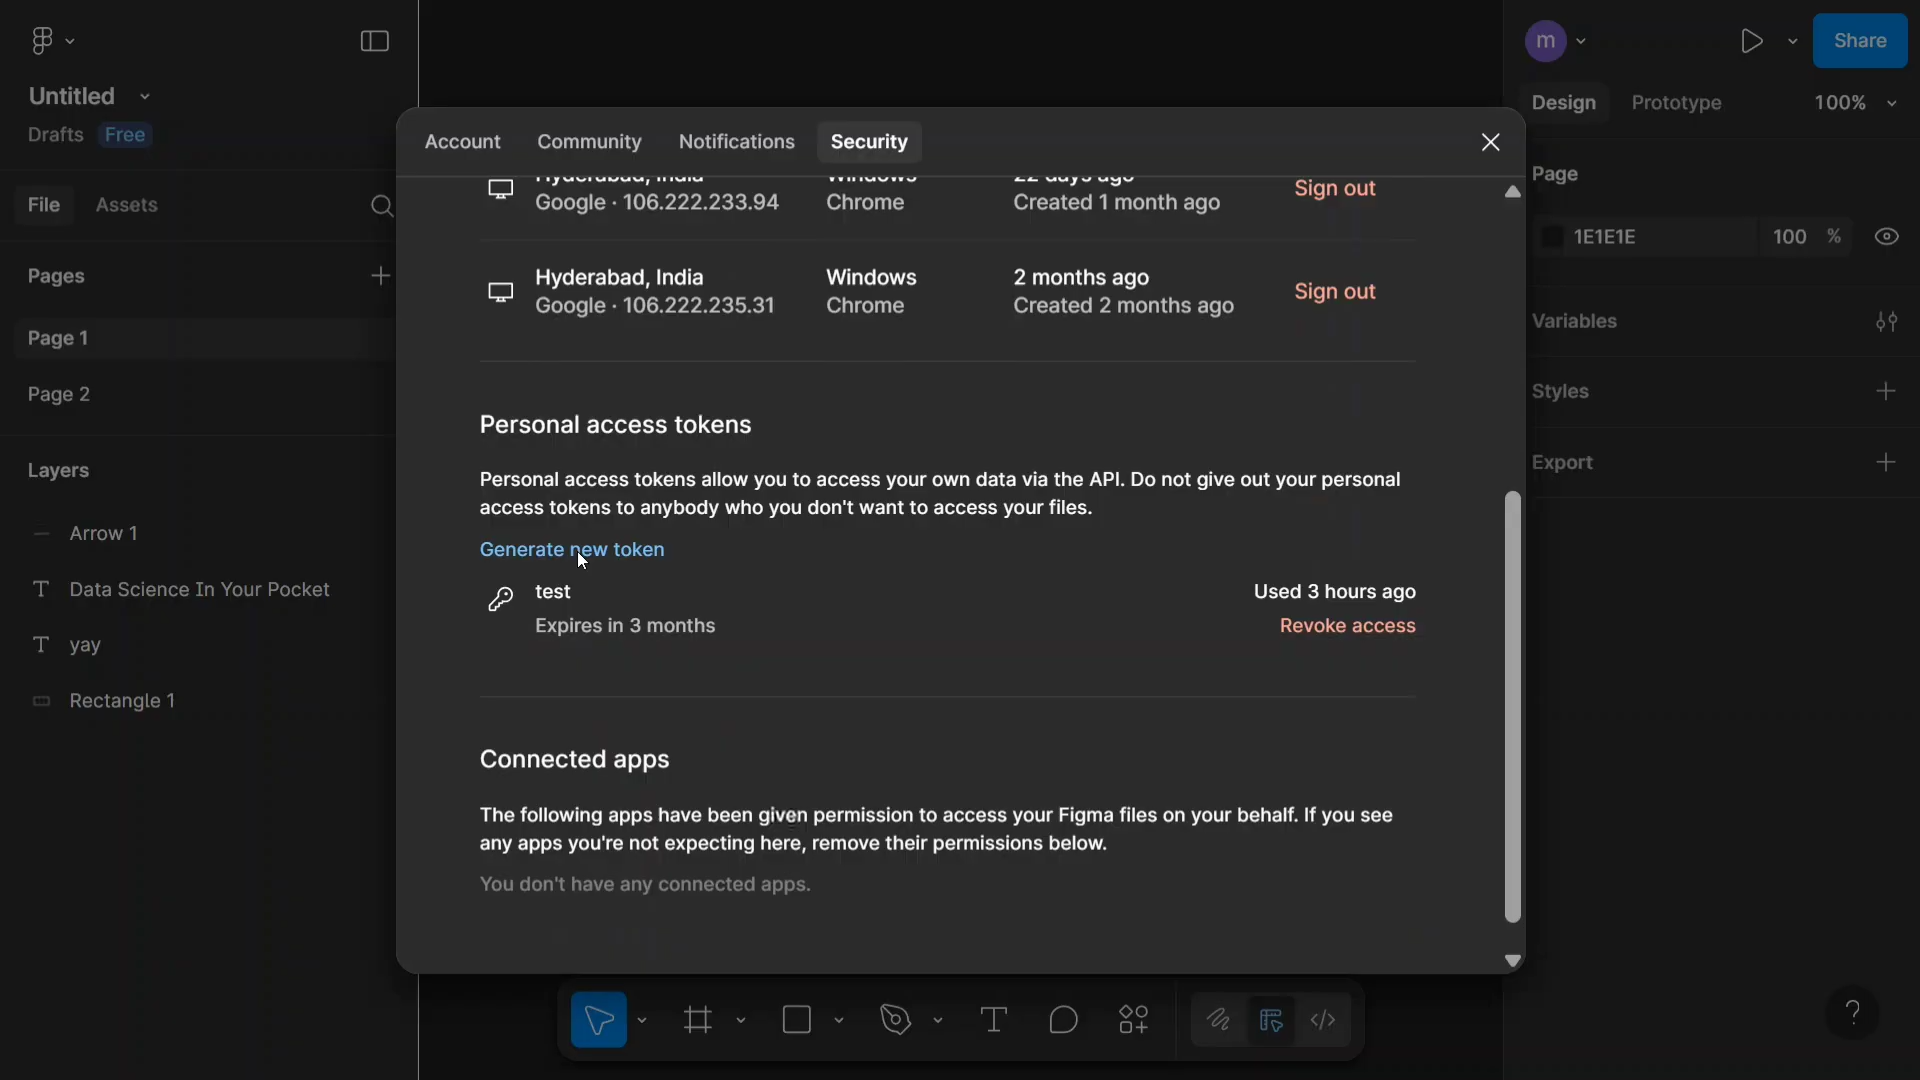 Untitled
Drafts Free
File Assets
Pages
Page 1
Page 2
Layers
Arrow 1
Data Science In Your Pocket
yay
Rectangle 1
Account Community Notifications Security
Hyderabad, India Windows 22 days ago
Google · 106.222.233.94 Chrome Created 1 month ago Sign out
Hyderabad, India Windows 2 months ago
Google · 106.222.235.31 Chrome Created 2 months ago Sign out
Personal access tokens
Personal access tokens allow you to access your own data via the API. Do not give out your personal
access tokens to anybody who you don't want to access your files.
Generate new token
test Used 3 hours ago
Expires in 3 months Revoke access
Connected apps
The following apps have been given permission to access your Figma files on your behalf. If you see
any apps you're not expecting here, remove their permissions below.
You don't have any connected apps.
m Share
Design Prototype 100%
Page
1E1E1E 100 %
Variables
Styles
Export
?